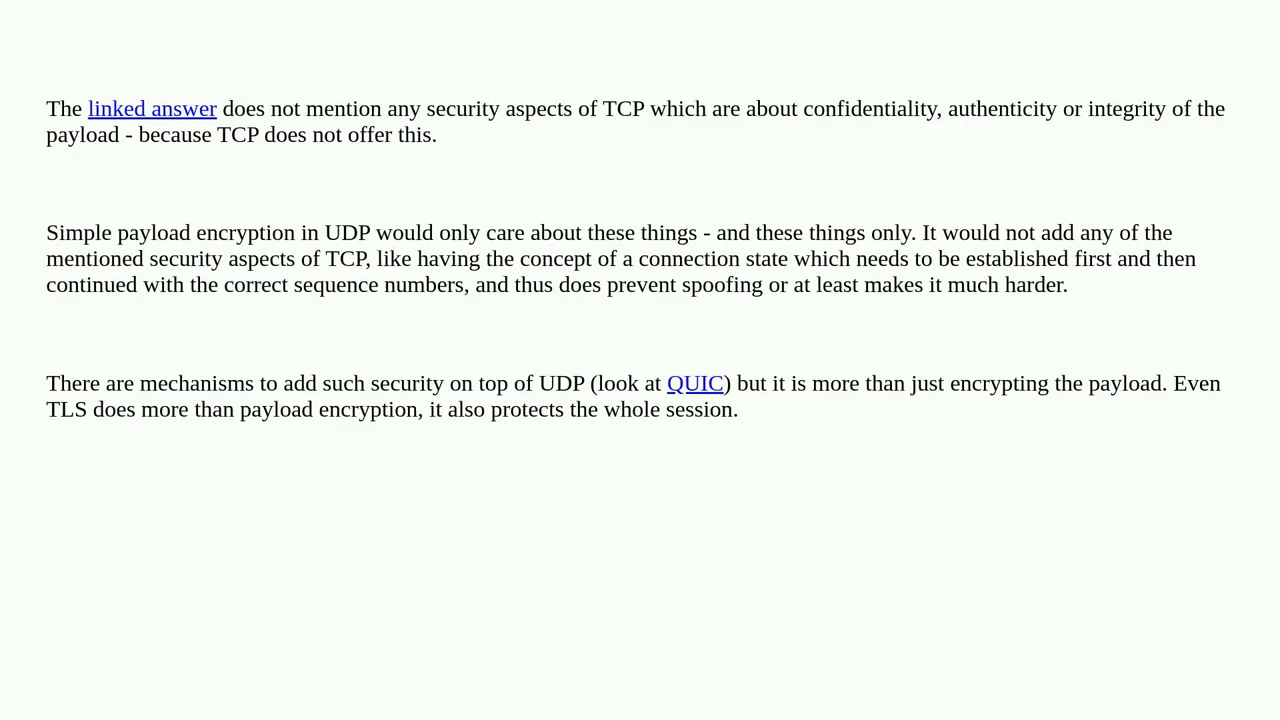 The linked answer does not mention any security aspects of TCP which are about confidentiality, authenticity or integrity of the
payload - because TCP does not offer this.
Simple payload encryption in UDP would only care about these things - and these things only. It would not add any of the
mentioned security aspects of TCP, like having the concept of a connection state which needs to be established first and then
continued with the correct sequence numbers, and thus does prevent spoofing or at least makes it much harder.
There are mechanisms to add such security on top of UDP (look at QUIC) but it is more than just encrypting the payload. Even
TLS does more than payload encryption, it also protects the whole session.